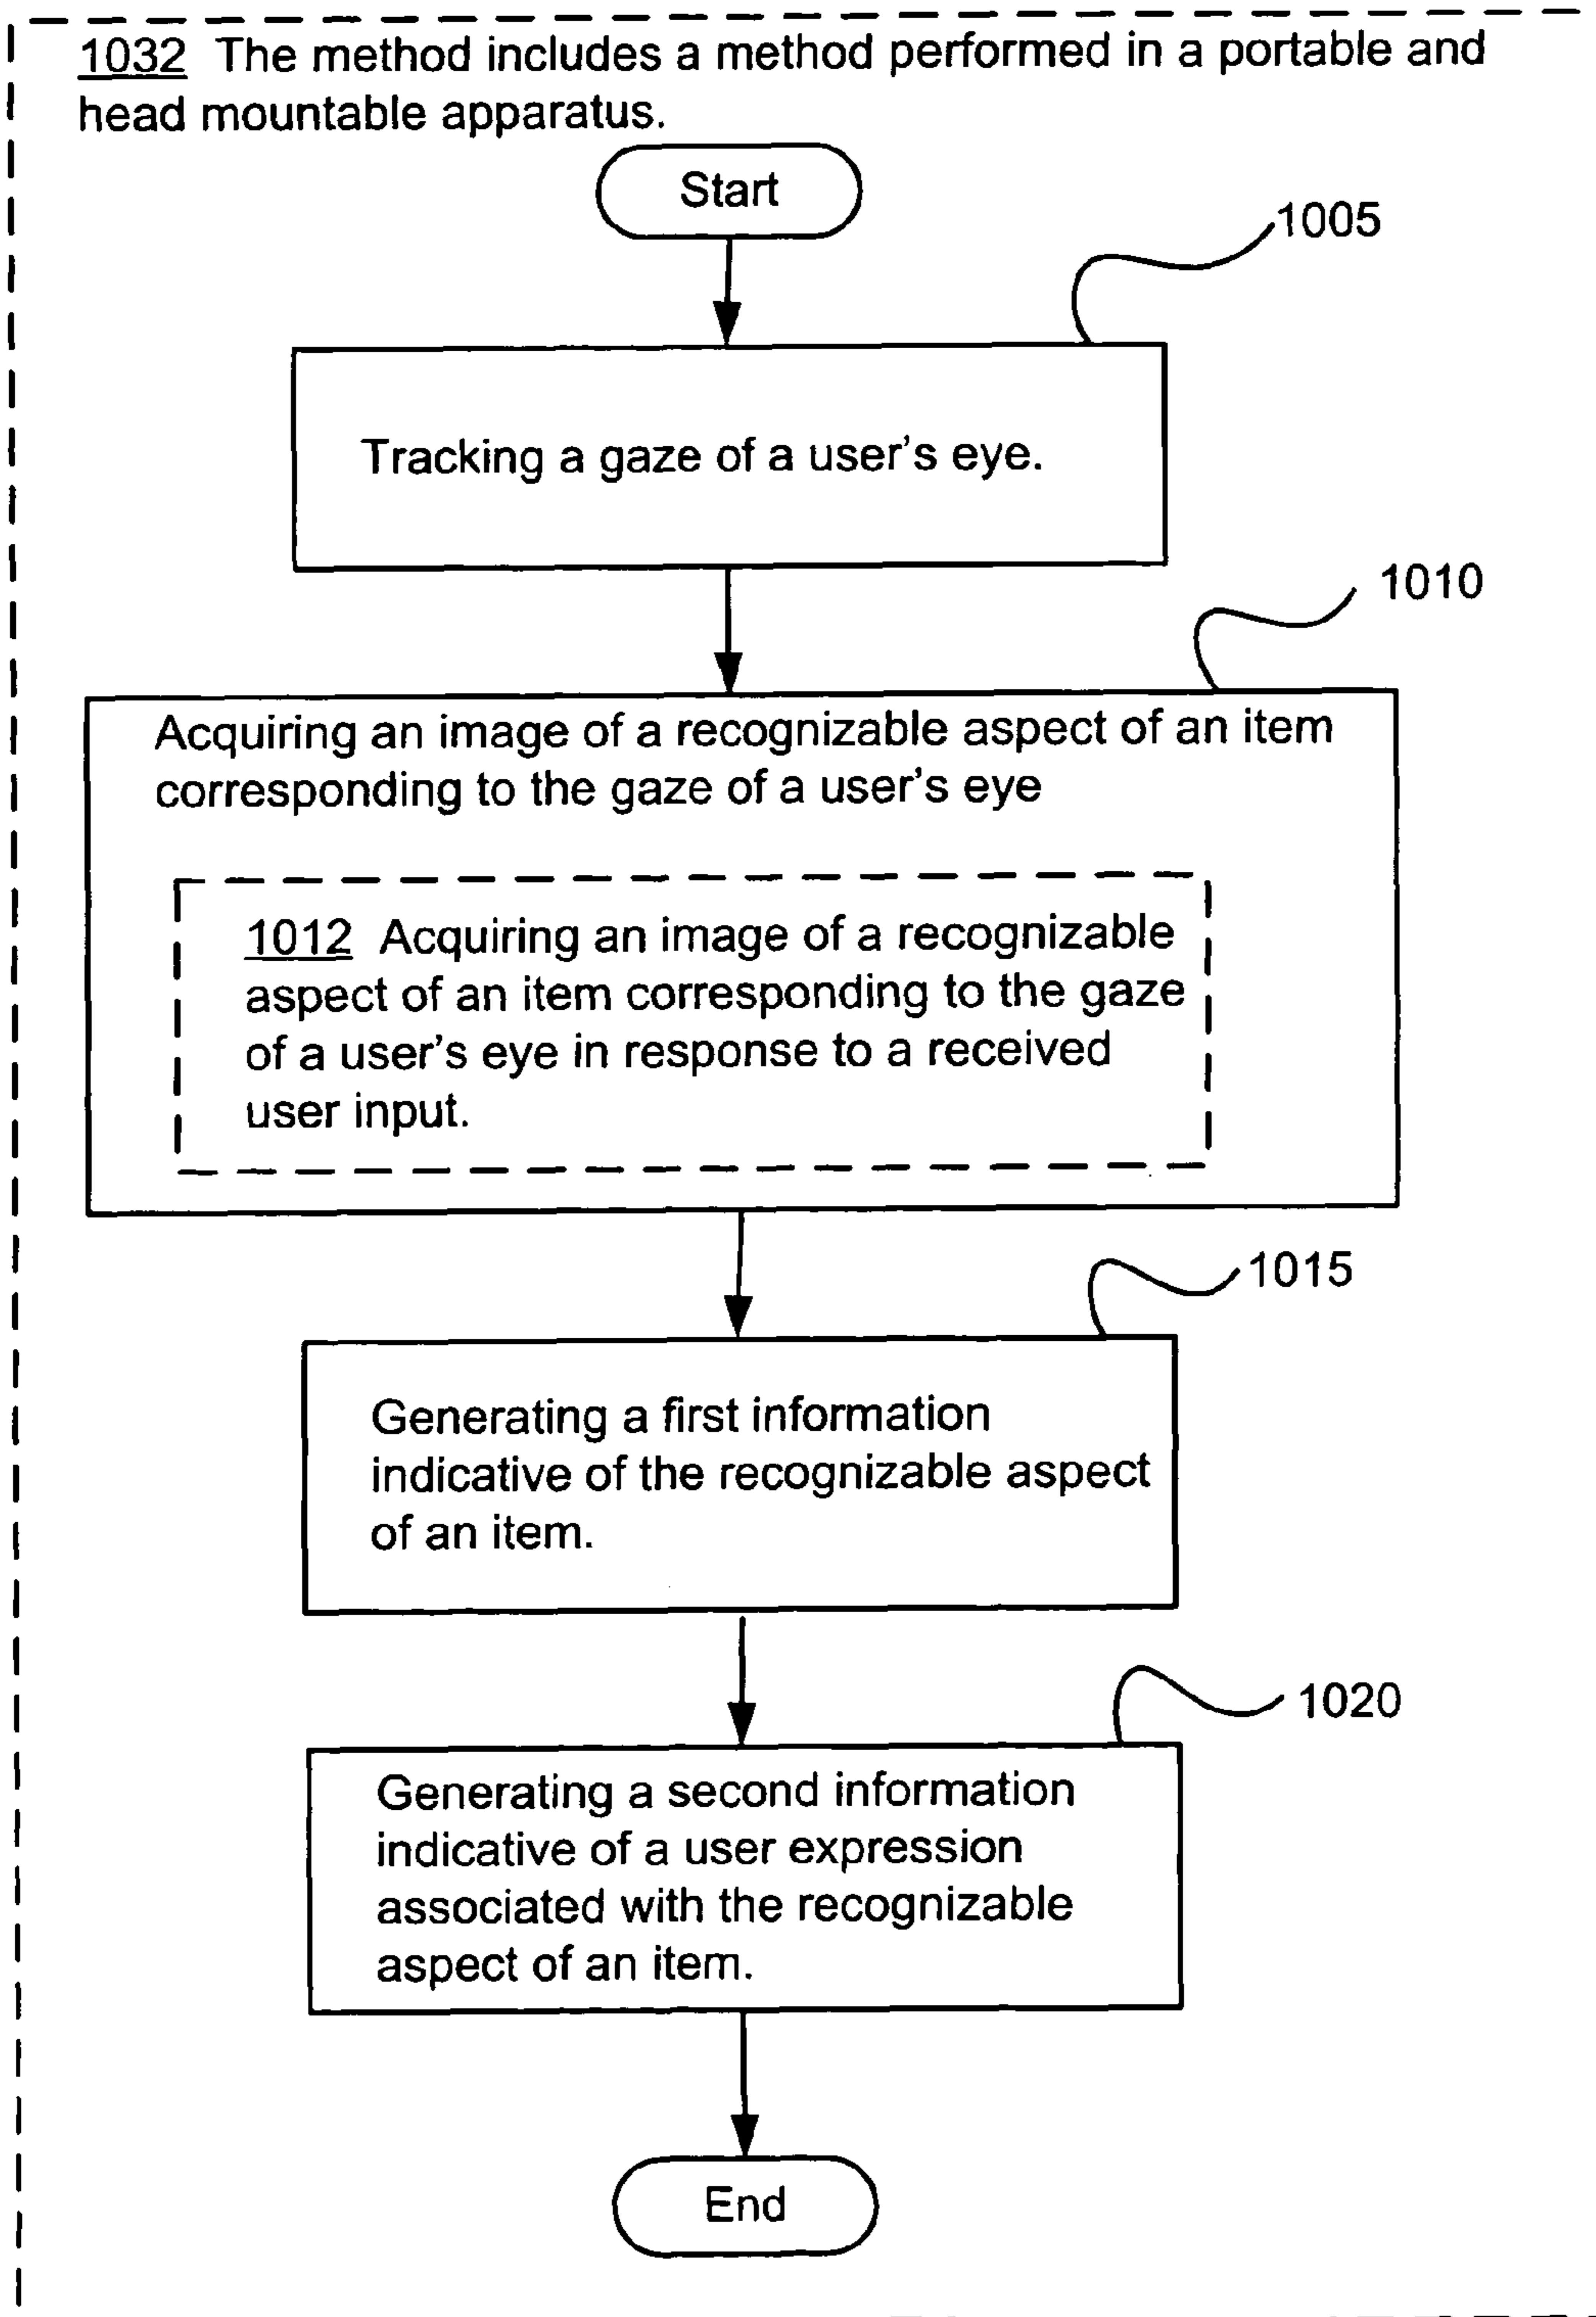 1032 The method includes a method performed in a portable and
head mountable apparatus.
Start
1005
Tracking a gaze of a user's eye.
1010
Acquiring an image of a recognizable aspect of an item
corresponding to the gaze of a user's eye
1012 Acquiring an image of a recognizable
aspect of an item corresponding to the gaze
of a user's eye in response to a received
user input.
1015
Generating a first information
indicative of the recognizable aspect
of an item.
1020
Generating a second information
indicative of a user expression
associated with the recognizable
aspect of an item.
End